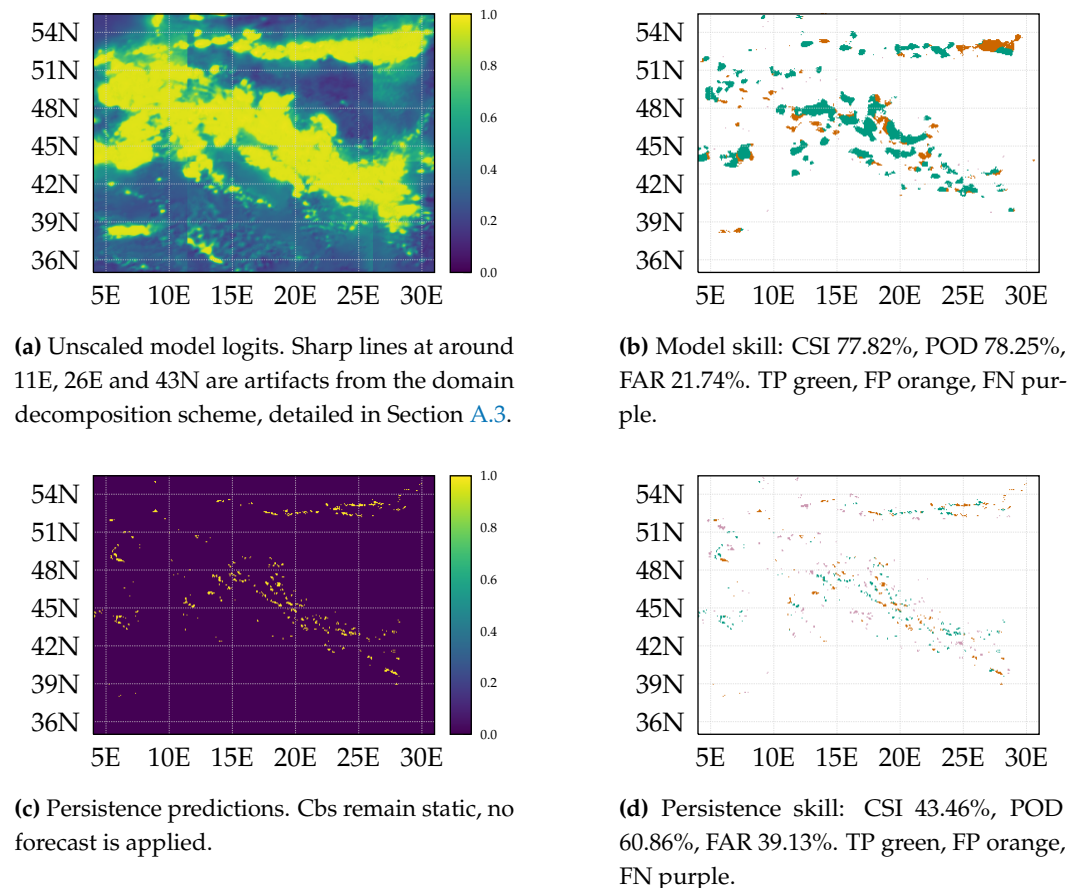 54N
51N
48N
45N
42N
39N
36N
5E 10E 15E 20E 25E 30E
1.0
0.8
0.6
0.4
0.2
0.0
54N
51N
48N
45N
42N
39N
36N
5E 10E 15E 20E 25E 30E
(a) Unscaled model logits. Sharp lines at around
11E, 26E and 43N are artifacts from the domain
decomposition scheme, detailed in Section A.3.
(b) Model skill: CSI 77.82%, POD 78.25%,
FAR 21.74%. TP green, FP orange, FN pur-
ple.
54N
51N
48N
45N
42N
39N
36N
5E 10E 15E 20E 25E 30E
1.0
0.8
0.6
0.4
0.2
0.0
54N
51N
48N
45N
42N
39N
36N
5E 10E 15E 20E 25E 30E
(c) Persistence predictions. Cbs remain static, no
forecast is applied.
(d) Persistence skill: CSI 43.46%, POD
60.86%, FAR 39.13%. TP green, FP orange,
FN purple.